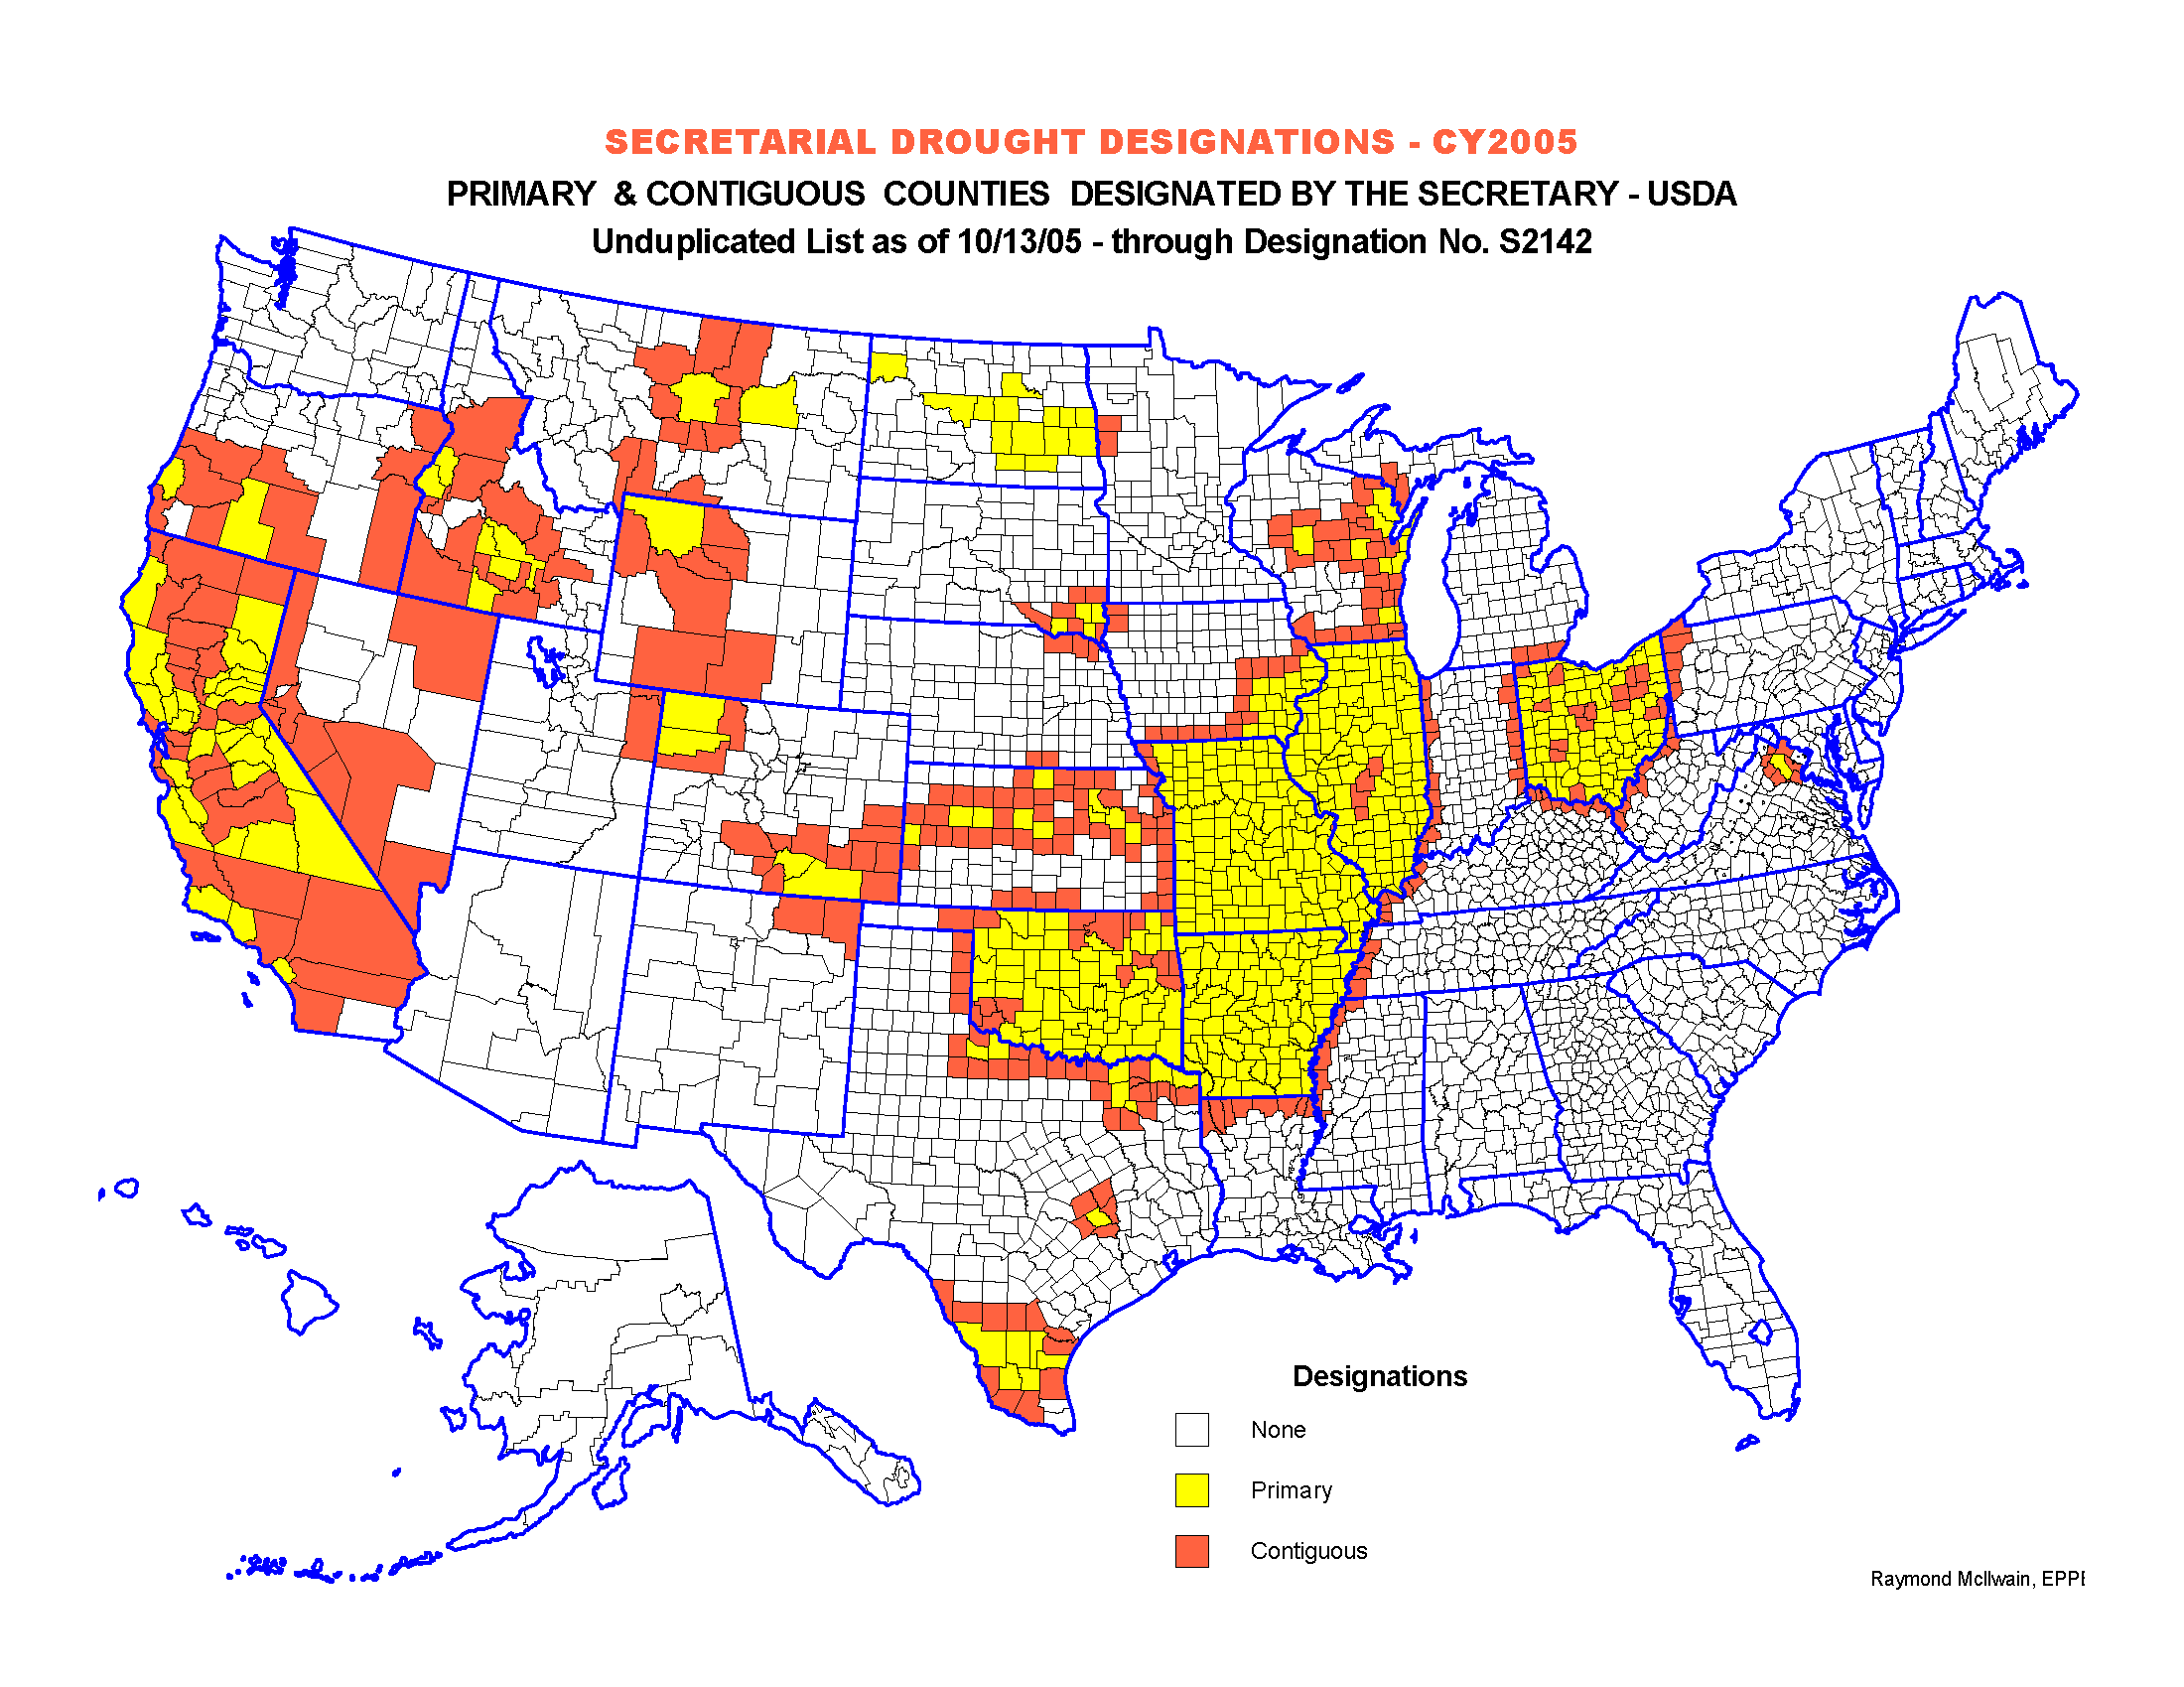 SECRETARIAL DROUGHT DESIGNATIONS - CY2005
PRIMARY & CONTIGUOUS COUNTIES DESIGNATED BY THE SECRETARY - USDA
Unduplicated List as of 10/13/05 - through Designation No. S2142
Designations
None
Primary
Contiguous
Raymond McIlwain,